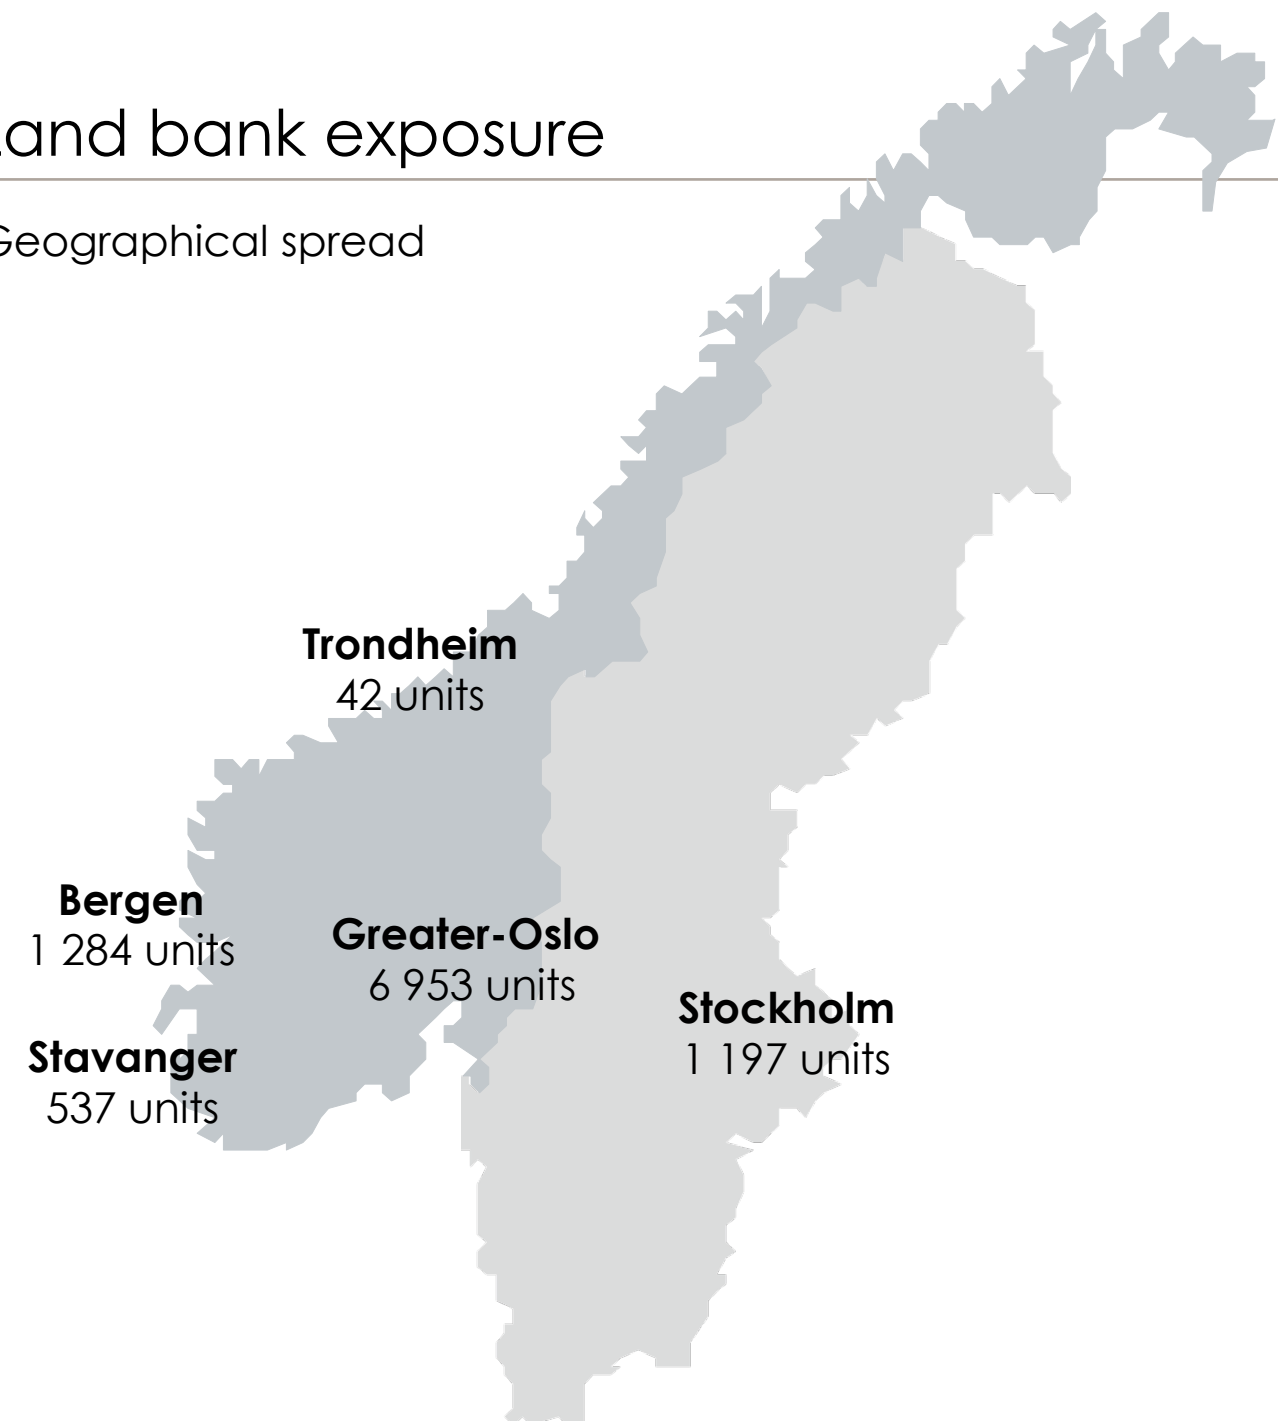 and bank exposure
Geographical spread
Trondheim
42 units
Bergen
1 284 units
Greater-Oslo
6 953 units
Stockholm
1 197 units
Stavanger
537 units